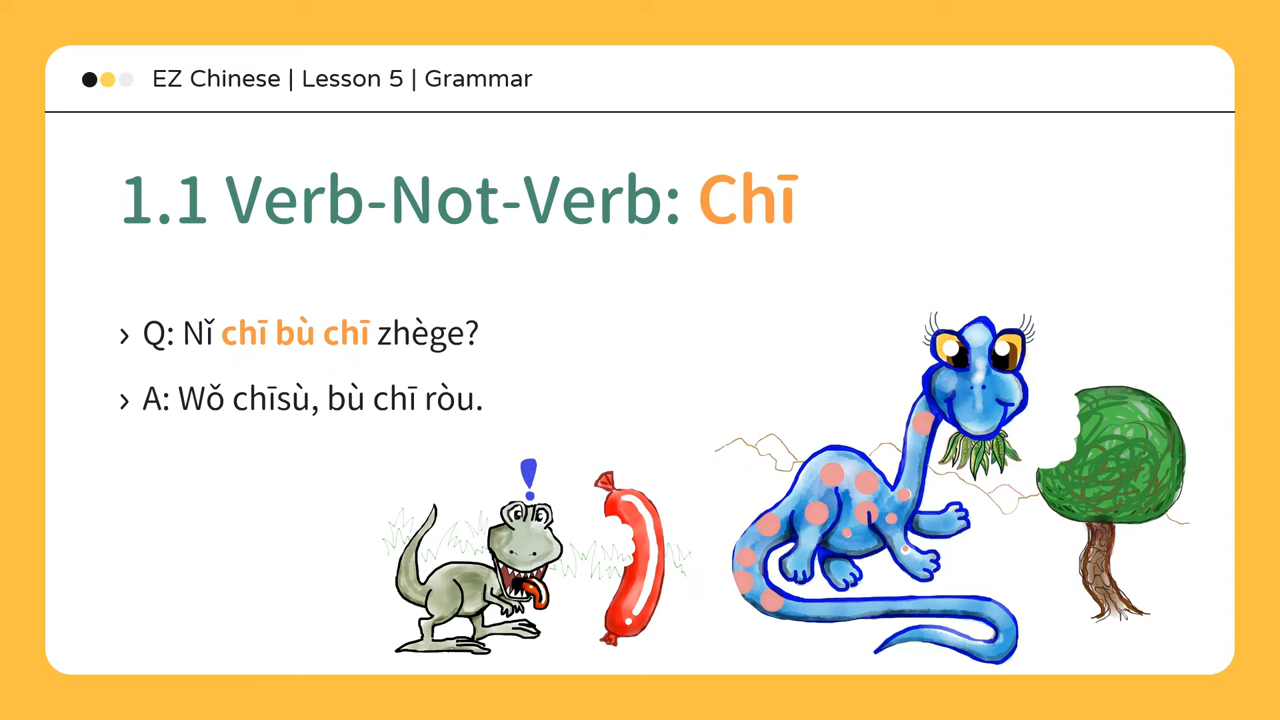 EZ Chinese | Lesson 5 | Grammar
1.1 Verb-Not-Verb: Chī
› Q: Nǐ chī bù chī zhège?
› A: Wǒ chīsù, bù chī ròu.
!